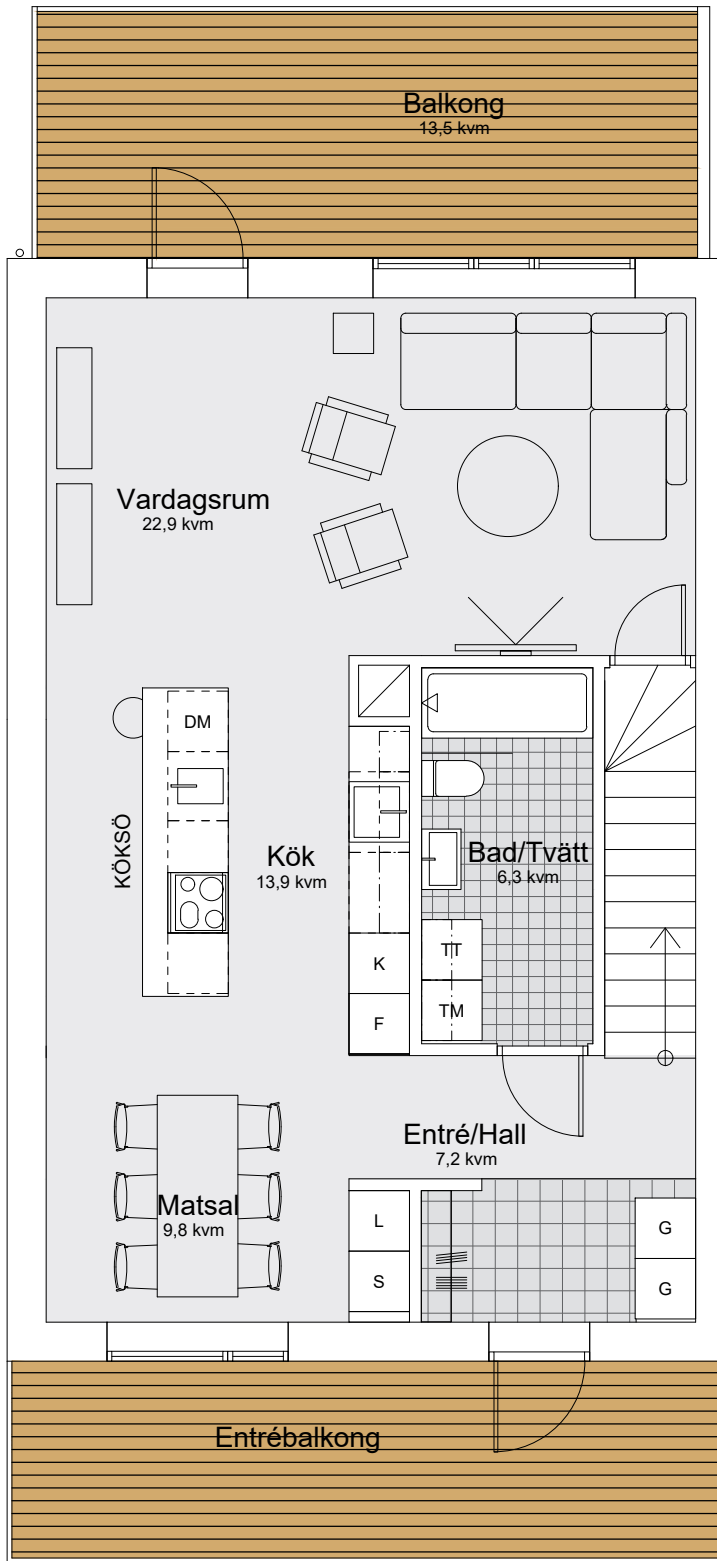 Balkong
13,5 kvm
Vardagsrum
22,9 kvm
DM
KÖKSÖ
Kök
13,9 kvm
Bad/Tvätt
6,3 kvm
K
F
TT
TM
Entré/Hall
7,2 kvm
Matsal
9,8 kvm
L
S
G
G
Entrébalkong